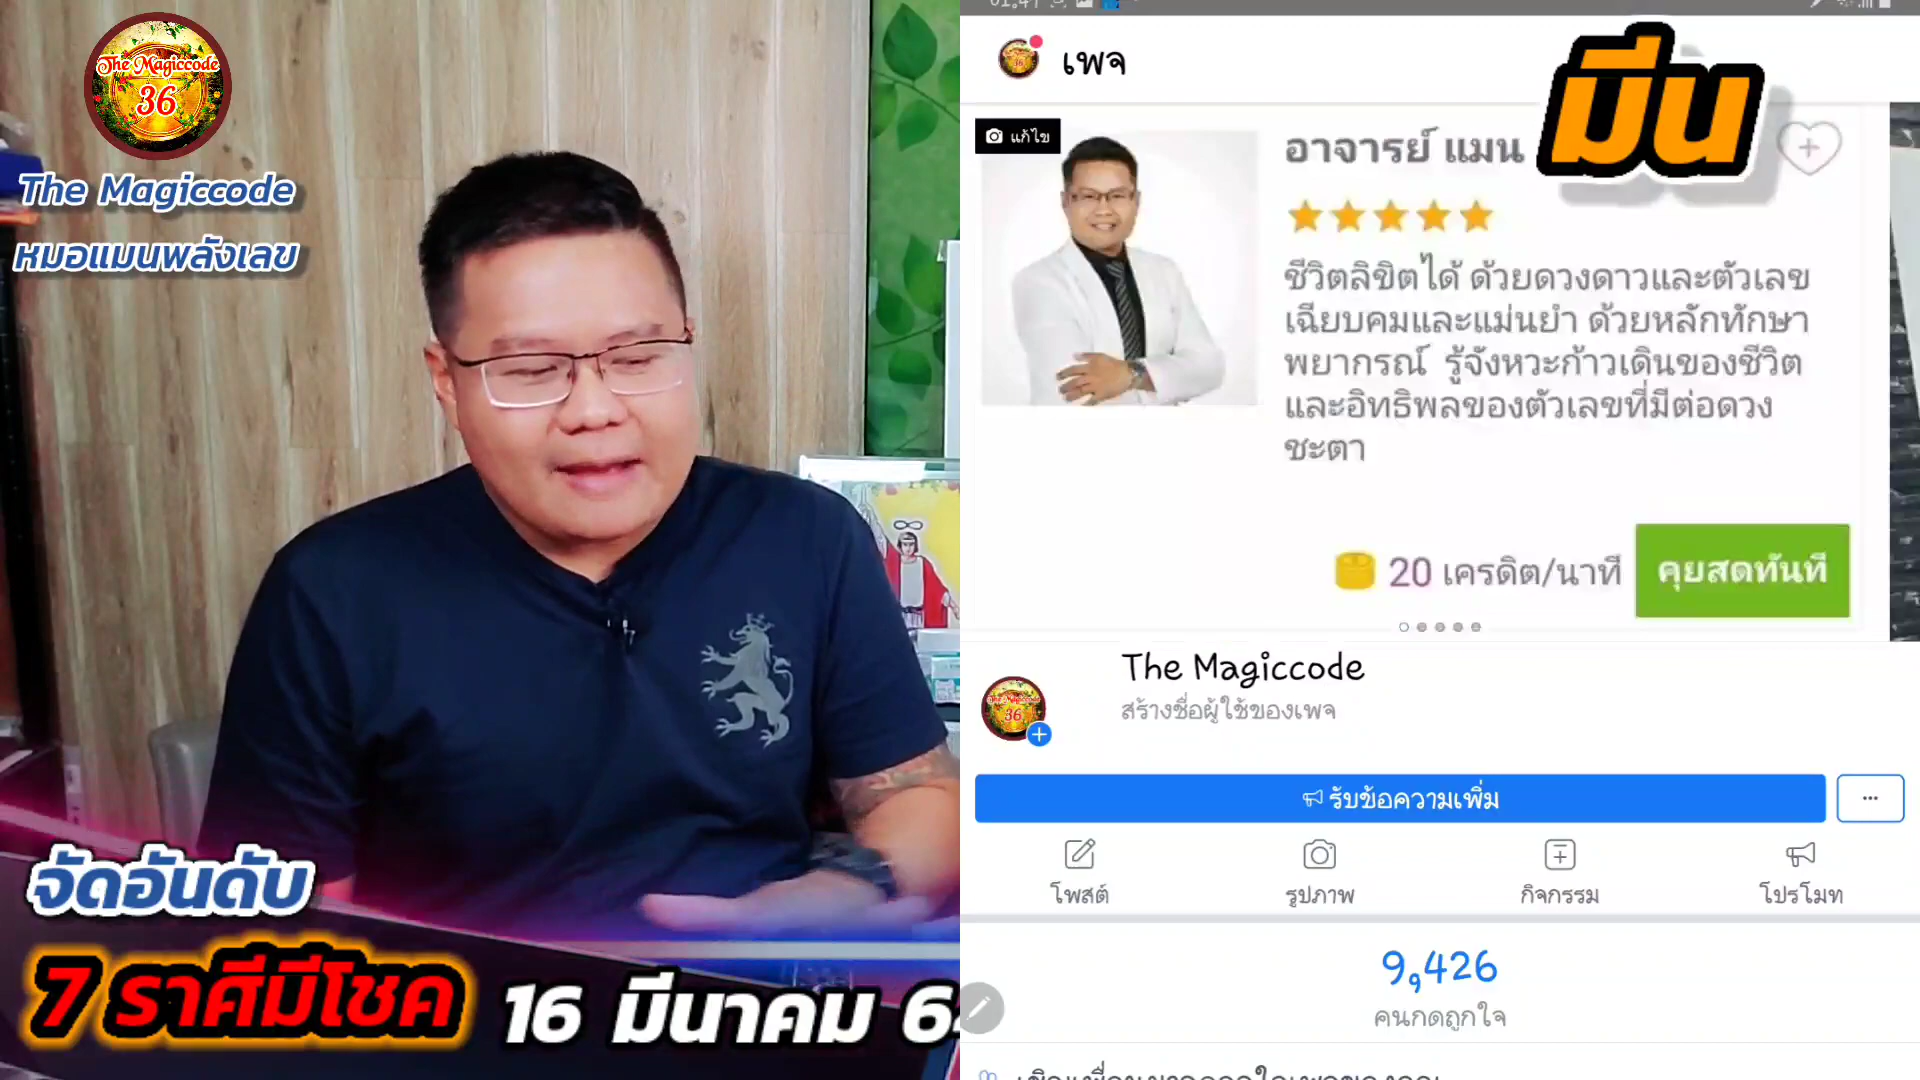 The Magiccode
36
The Magiccode
หมอแมนพลังเลข
จัดอันดับ
7 ราศีมีโชค
16 มีนาคม
เพจ
มีน
แก้ไข
อาจารย์ แมน
ชีวิตลิขิตได้ ด้วยดวงดาวและตัวเลข
เฉียบคมและแม่นยำ ด้วยหลักทักษา
พยากรณ์ รู้จังหวะก้าวเดินของชีวิต
และอิทธิพลของตัวเลขที่มีต่อดวง
ชะตา
20 เครดิต/นาที
คุยสดทันที
The Magiccode
36
The Magiccode
สร้างชื่อผู้ใช้ของเพจ
รับข้อความเพิ่ม
โพสต์
รูปภาพ
กิจกรรม
โปรโมท
9,426
คนกดถูกใจ